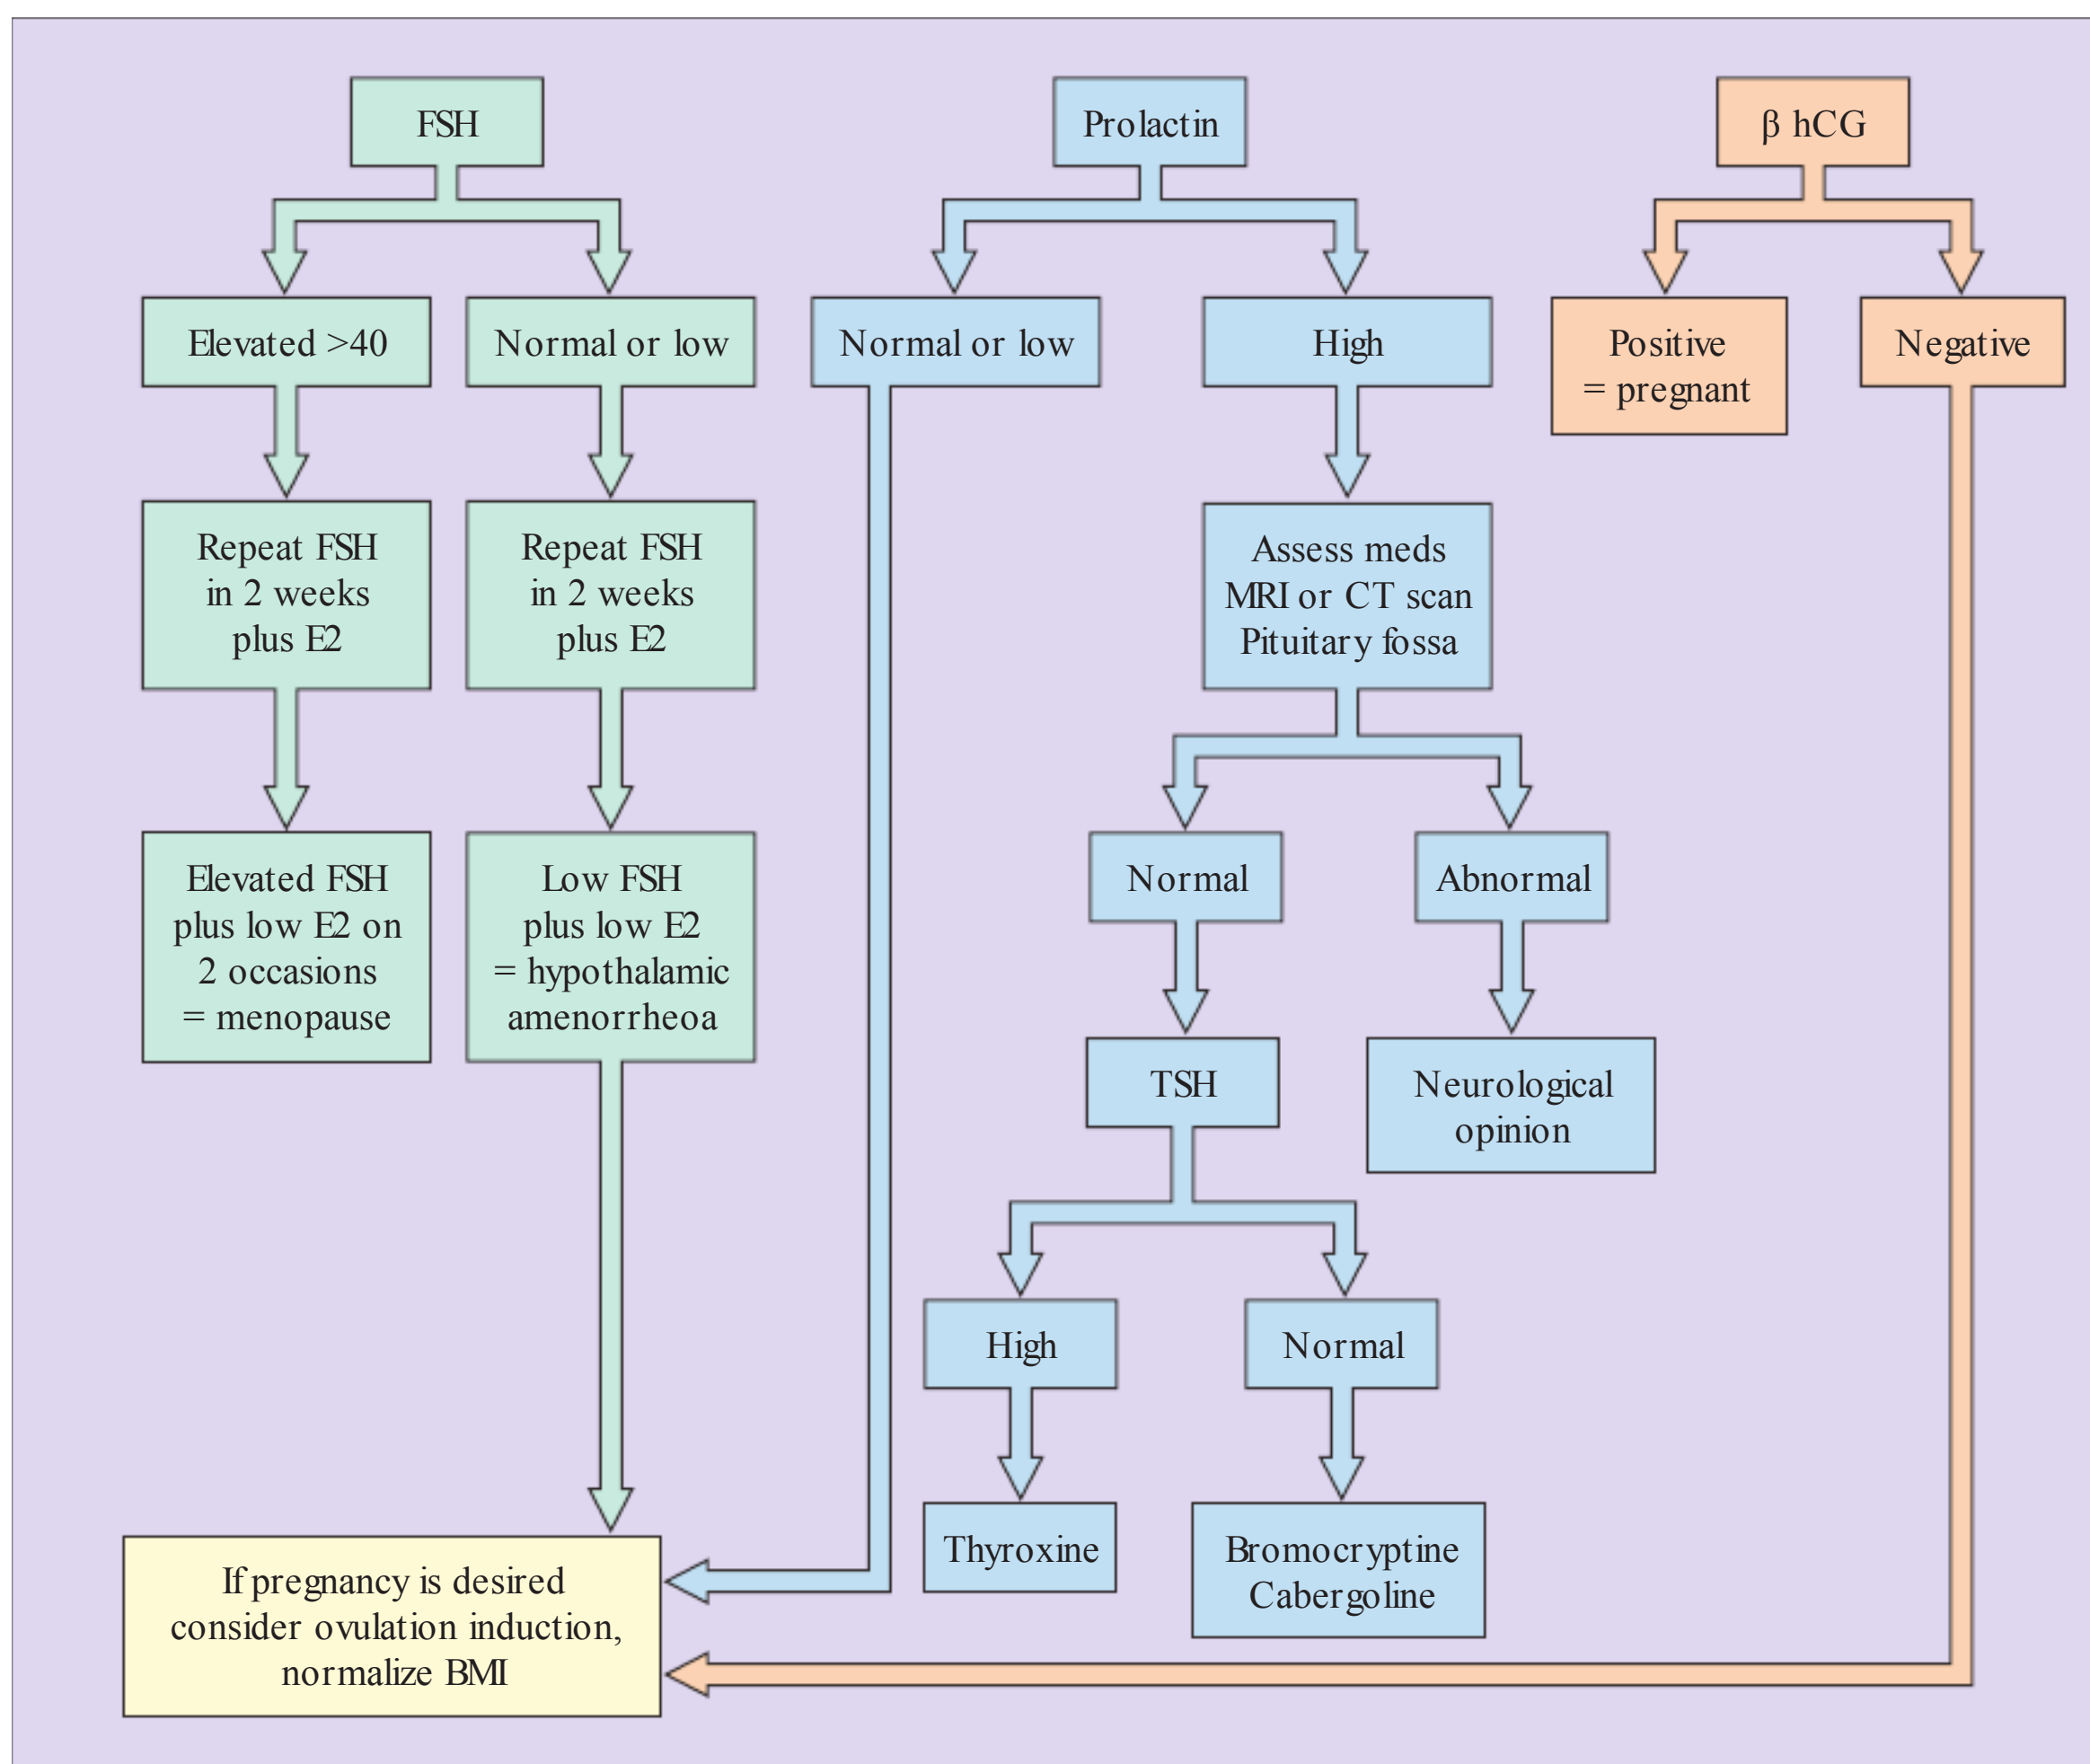 FSH
Prolactin
β hCG
Elevated >40
Normal or low
Normal or low
High
Positive
= pregnant
Negative
Repeat FSH
in 2 weeks
plus E2
Repeat FSH
in 2 weeks
plus E2
Assess meds
MRI or CT scan
Pituitary fossa
Elevated FSH
plus low E2 on
2 occasions
= menopause
Low FSH
plus low E2
= hypothalamic
amenorrheoa
Normal
Abnormal
TSH
Neurological
opinion
High
Normal
Thyroxine
Bromocryptine
Cabergoline
If pregnancy is desired
consider ovulation induction,
normalize BMI